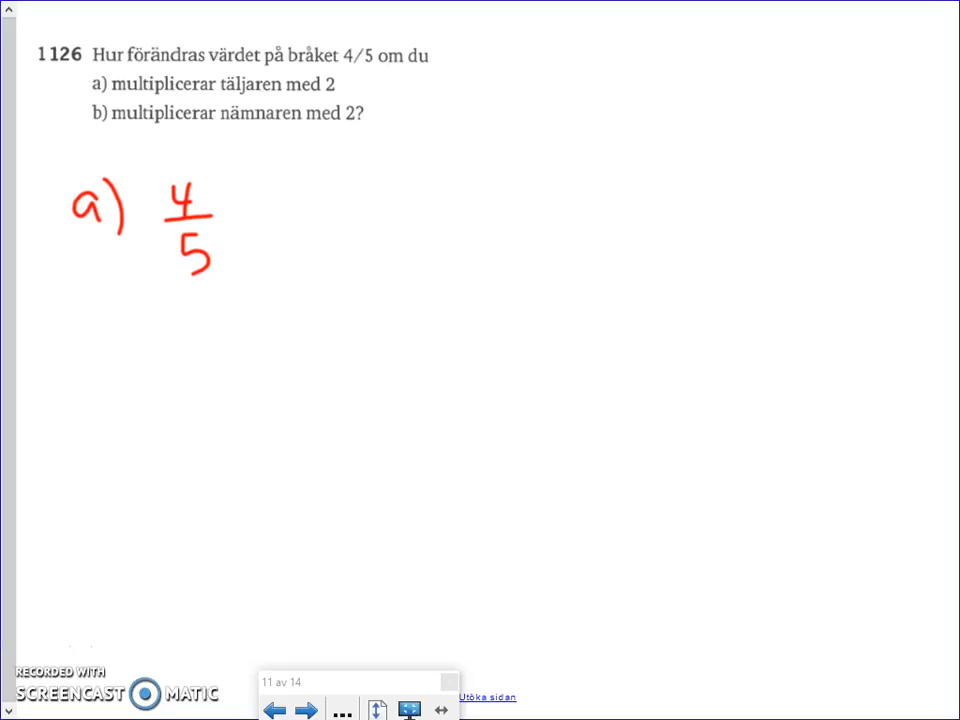 1126 Hur förändras värdet på bråket 4/5 om du
a) multiplicerar täljaren med 2
b) multiplicerar nämnaren med 2?
a) 4
5
RECORDED WITH
SCREENCAST MATIC
11 av 14
...
Utöka sidan